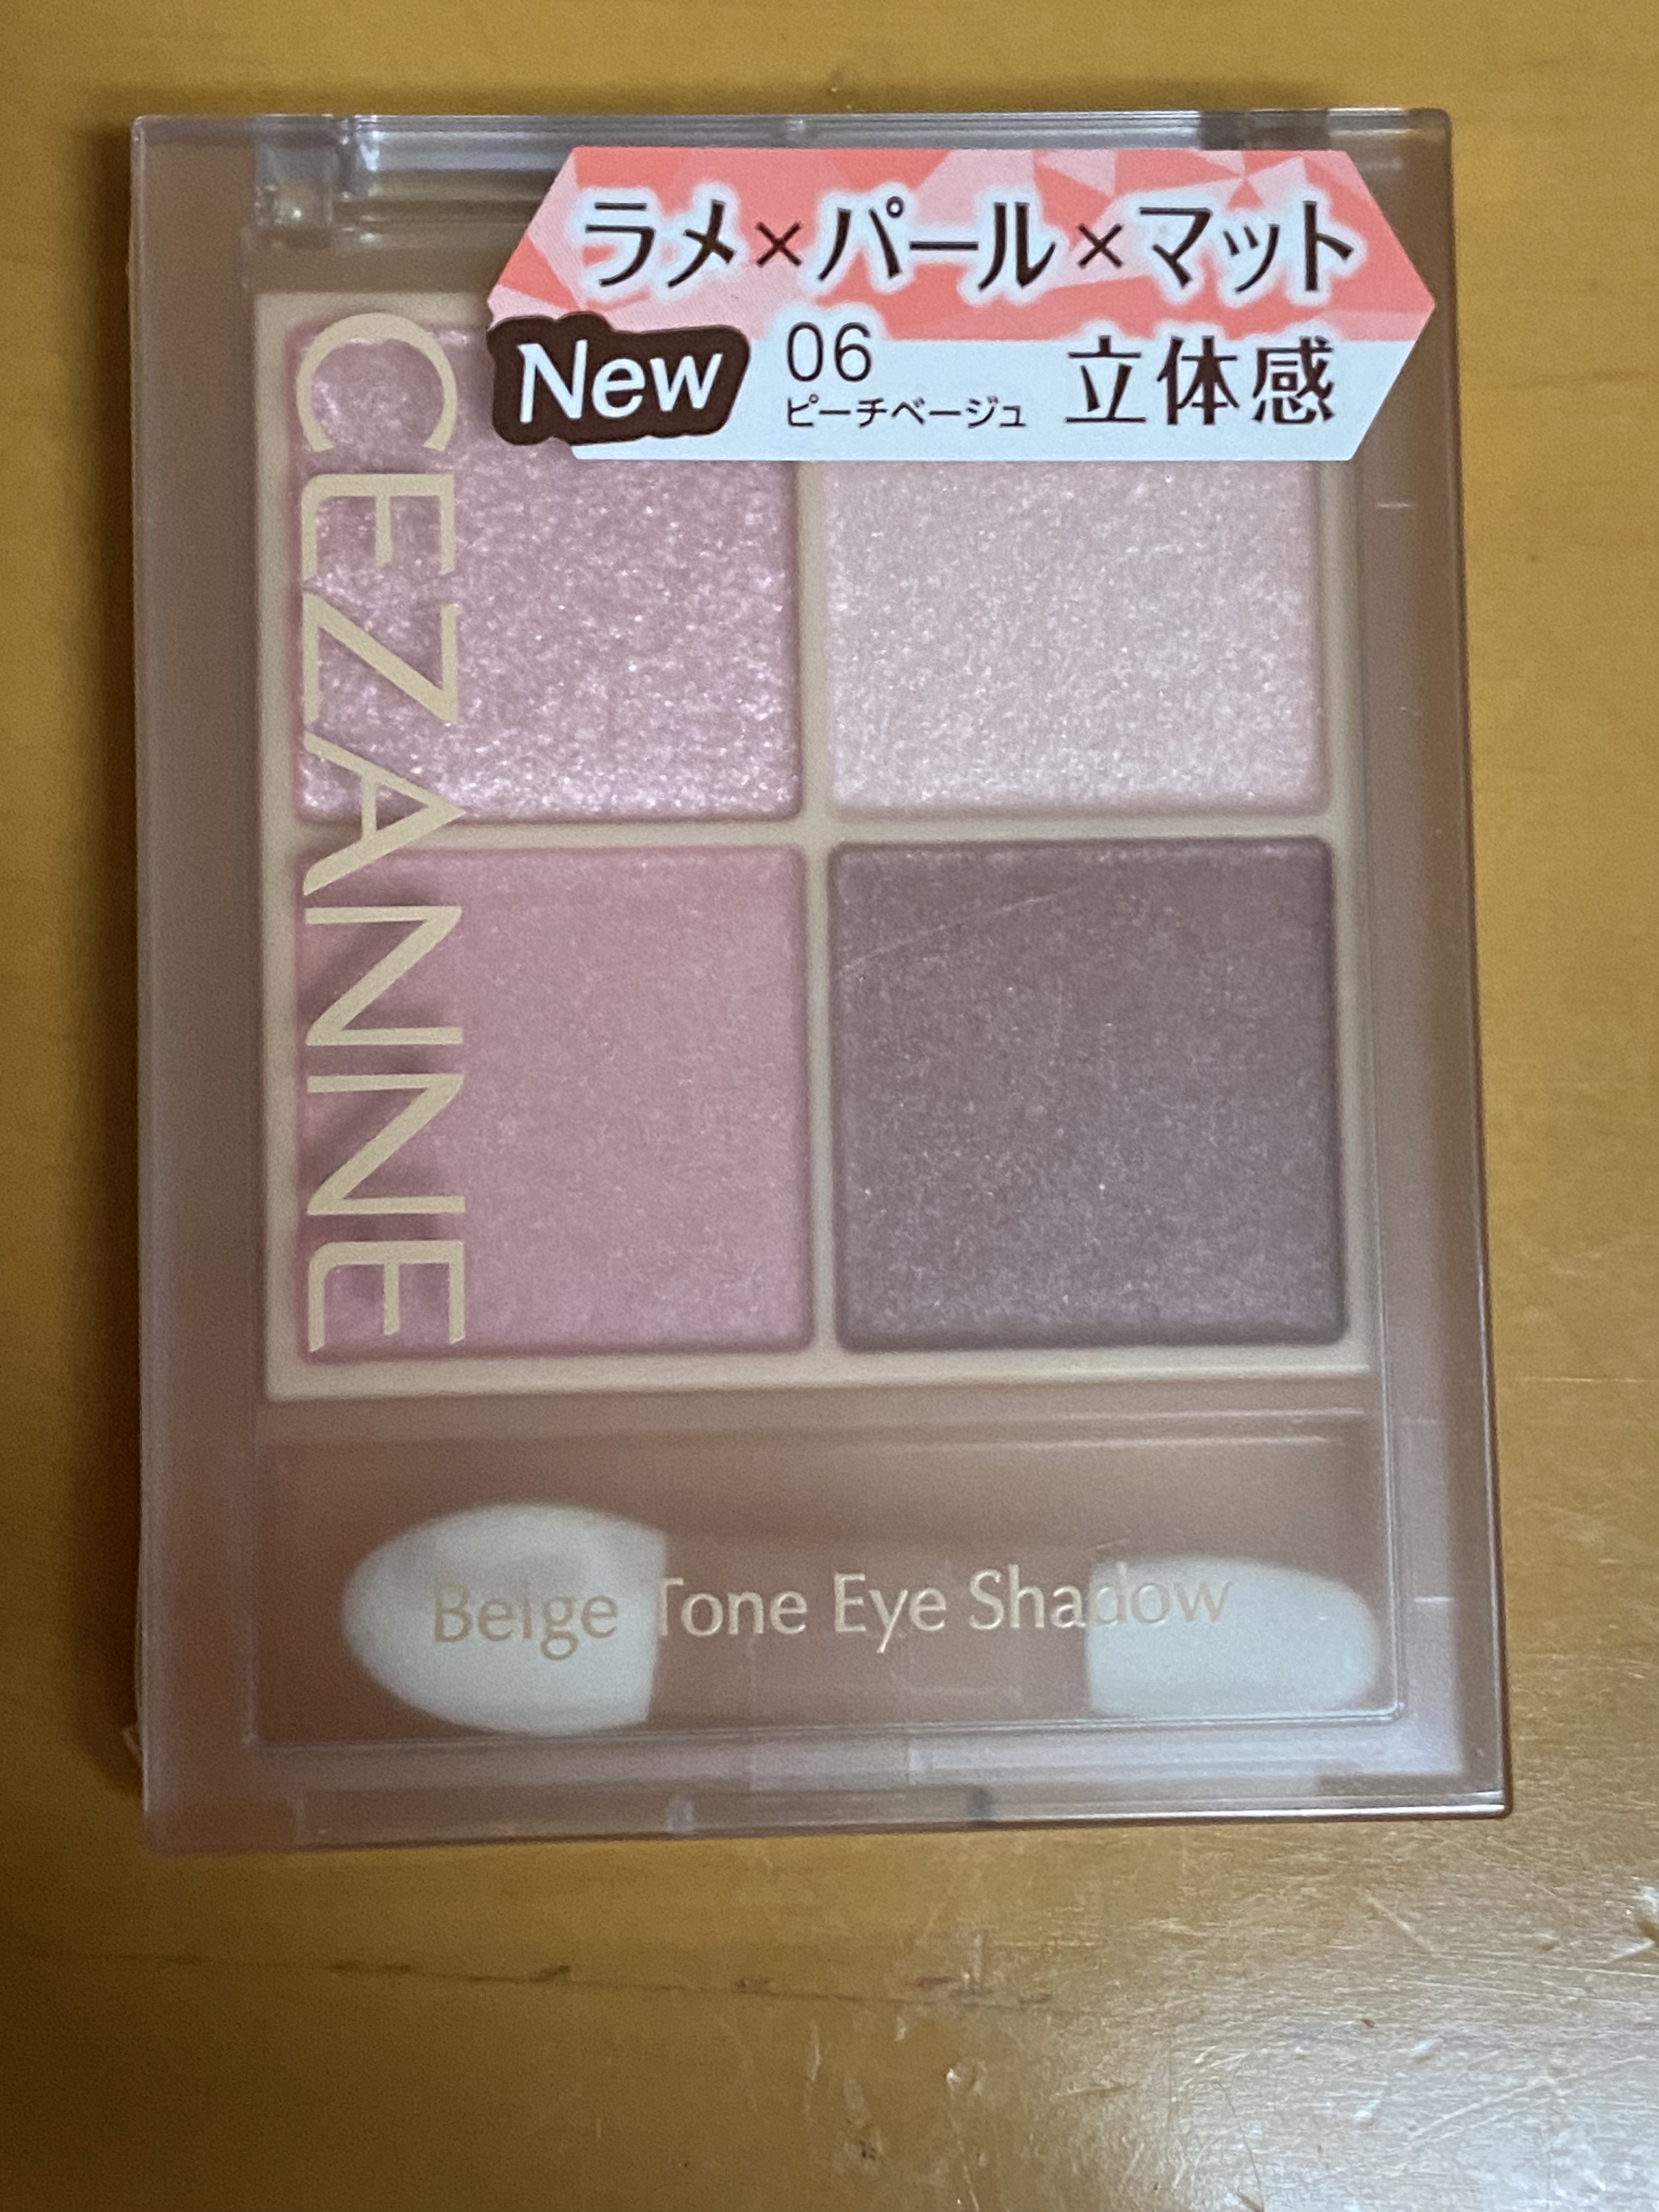 ラメ×パール×マット
New 06 立体感
ピーチベージュ
CEZANNE
Beige Tone Eye Shadow